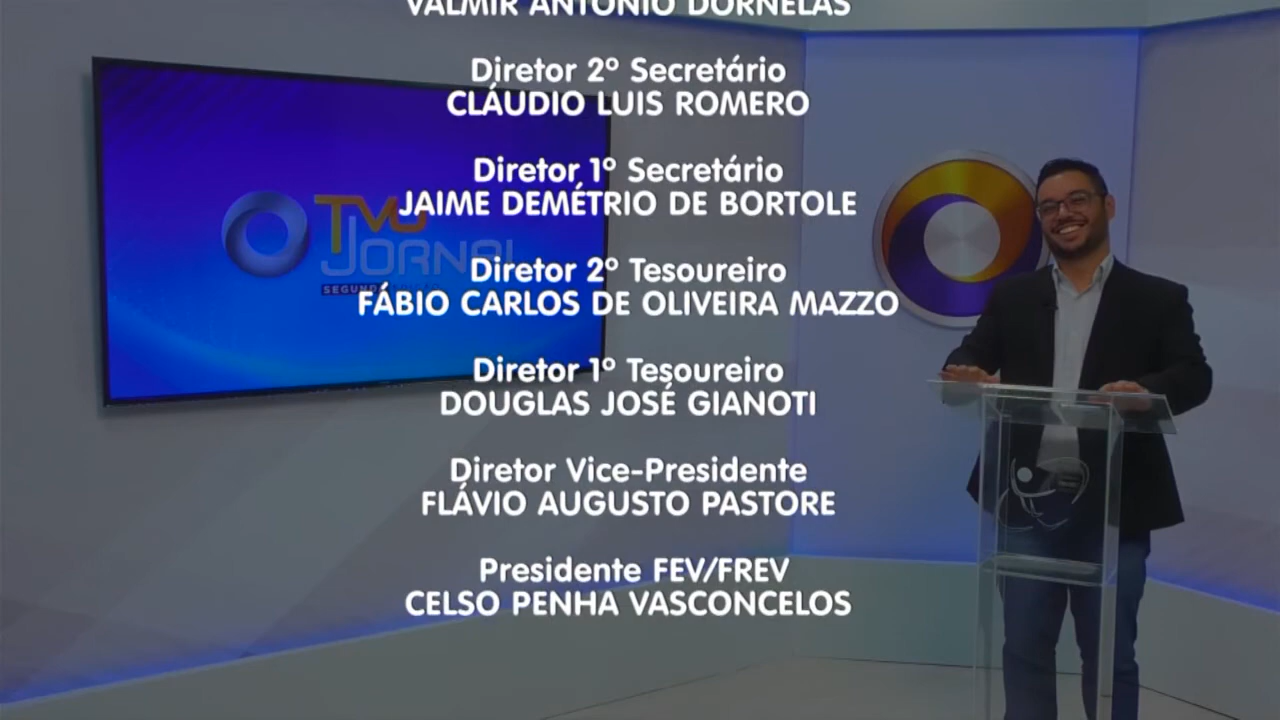 VALMIR ANTONIO DORNELAS
Diretor 2º Secretário
CLÁUDIO LUIS ROMERO
Diretor 1º Secretário
JAIME DEMÉTRIO DE BORTOLE
TVU
JORNAL
SEGUNDA
Diretor 2º Tesoureiro
FÁBIO CARLOS DE OLIVEIRA MAZZO
Diretor 1º Tesoureiro
DOUGLAS JOSÉ GIANOTI
Diretor Vice-Presidente
FLÁVIO AUGUSTO PASTORE
Presidente FEV/FREV
CELSO PENHA VASCONCELOS